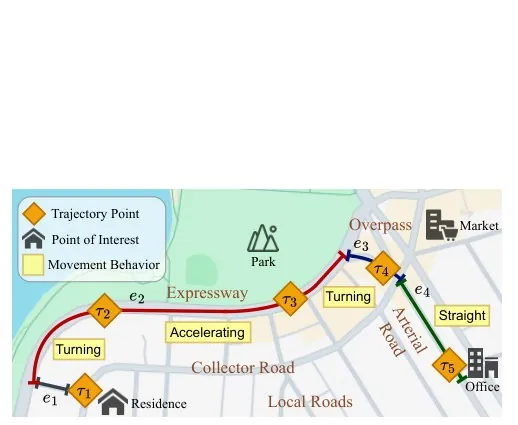 Trajectory Point
Point of Interest
Movement Behavior
Park
Overpass
Market
e3
τ4
e2
Expressway
τ3
Turning
e4
τ2
Accelerating
Straight
Turning
Arterial
Road
Collector Road
τ5
Office
e1
τ1
Residence
Local Roads